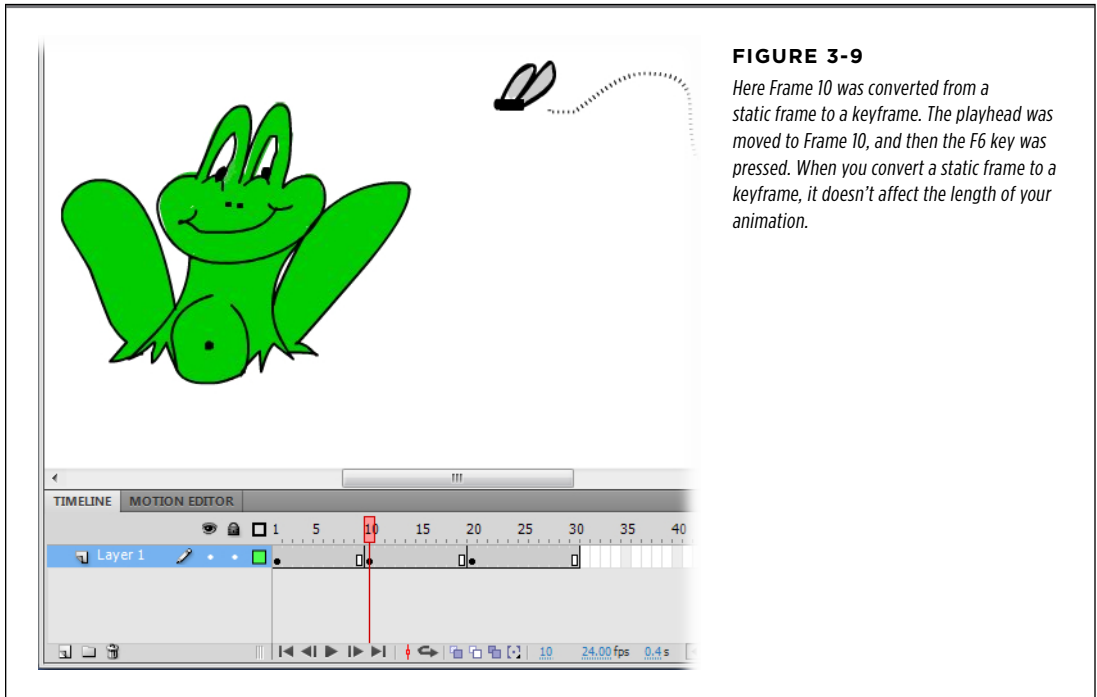 FIGURE 3-9
Here Frame 10 was converted from a
static frame to a keyframe. The playhead was
moved to Frame 10, and then the F6 key was
pressed. When you convert a static frame to a
keyframe, it doesn’t affect the length of your
animation.
TIMELINE MOTION EDITOR
1 5 10 15 20 25 30 35 40
Layer 1
10 24.00 fps 0.4 s